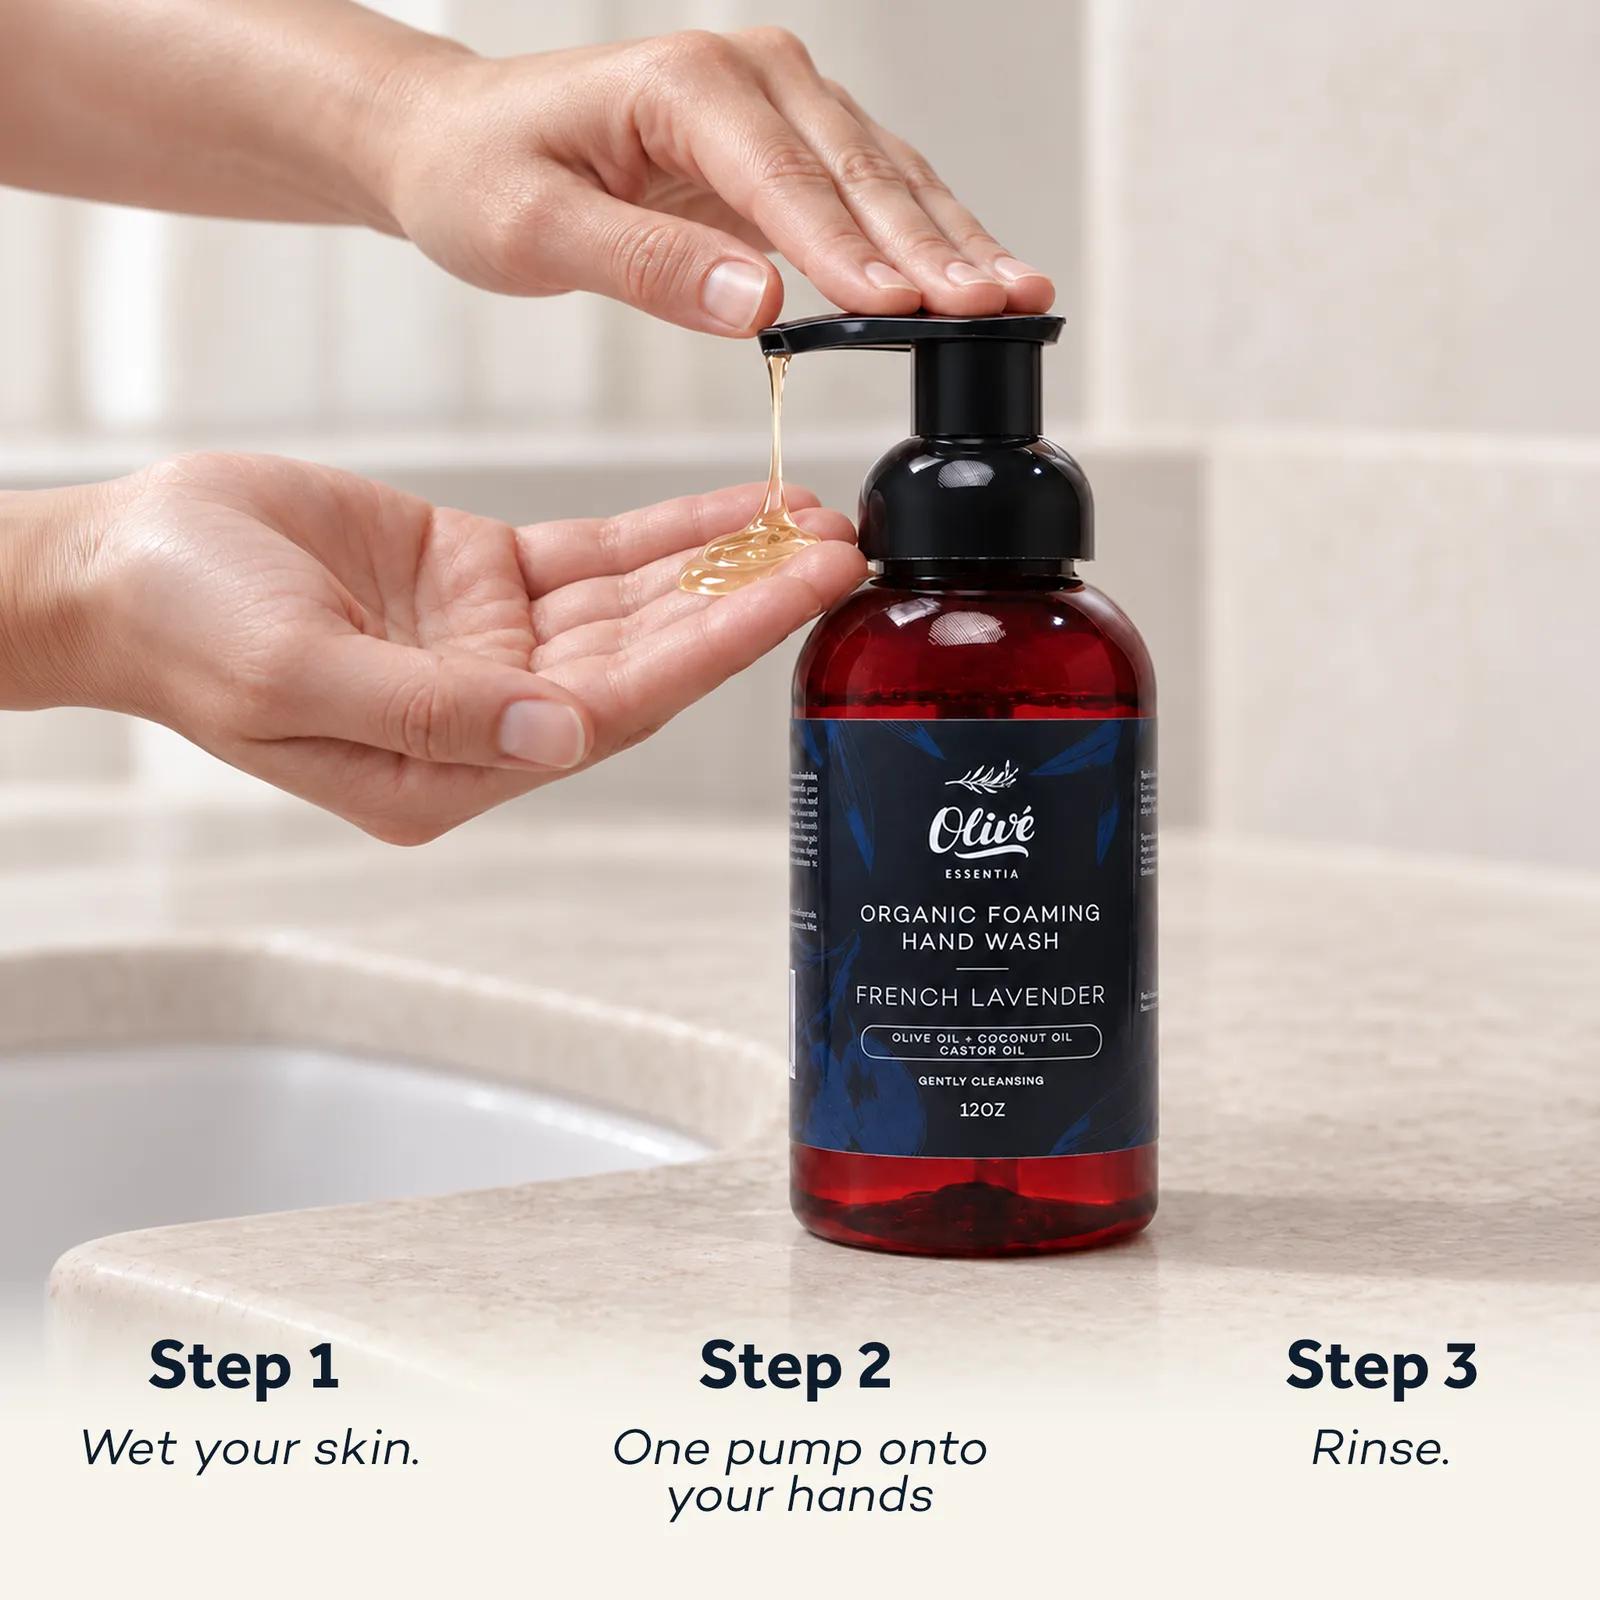 Olivé
ESSENTIA
ORGANIC FOAMING
HAND WASH
FRENCH LAVENDER
OLIVE OIL + COCONUT OIL
CASTOR OIL
GENTLY CLEANSING
12OZ
Step 1
Wet your skin.
Step 2
One pump onto
your hands
Step 3
Rinse.